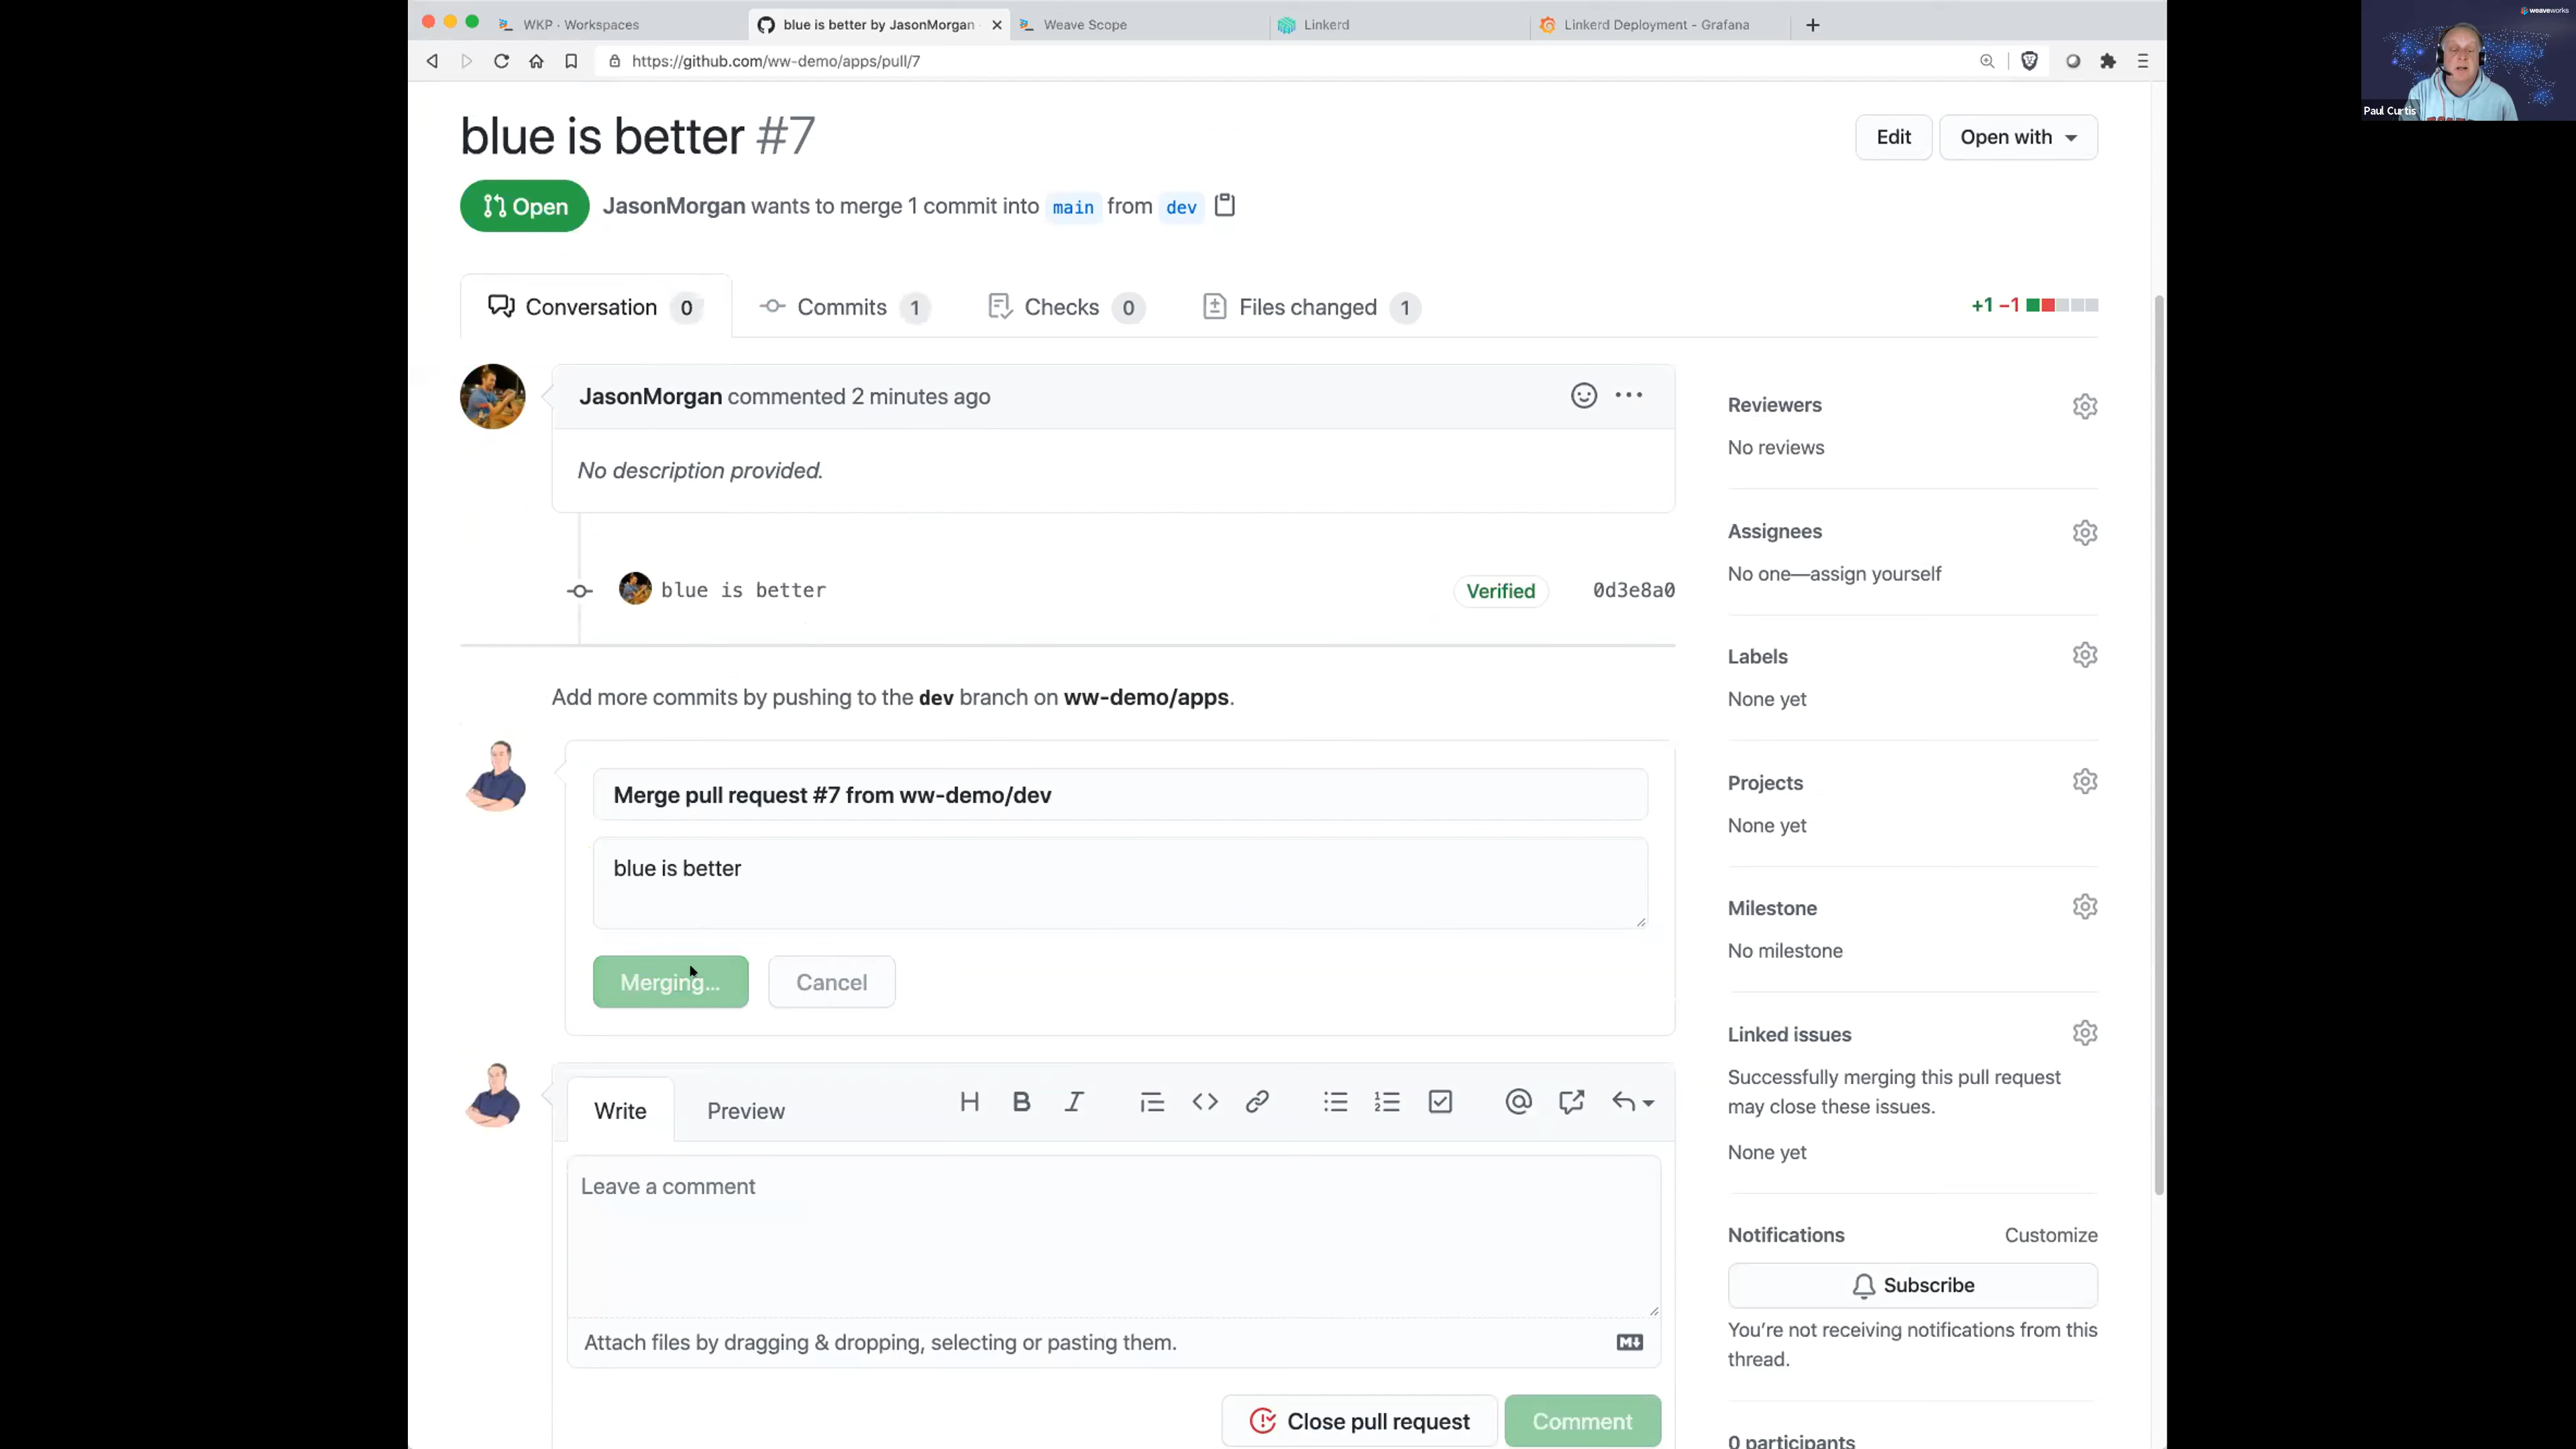 WKP · Workspaces
blue is better by JasonMorgan
Weave Scope
Linkerd
Linkerd Deployment - Grafana
weaveworks
https://github.com/ww-demo/apps/pull/7
Paul Curtis
blue is better #7
Edit
Open with
Open
JasonMorgan wants to merge 1 commit into main from dev
Conversation 0
Commits 1
Checks 0
Files changed 1
+1 −1
JasonMorgan commented 2 minutes ago
No description provided.
blue is better
Verified
0d3e8a0
Add more commits by pushing to the dev branch on ww-demo/apps.
Merge pull request #7 from ww-demo/dev
blue is better
Merging...
Cancel
Write
Preview
Leave a comment
Attach files by dragging & dropping, selecting or pasting them.
Close pull request
Comment
Reviewers
No reviews
Assignees
No one—assign yourself
Labels
None yet
Projects
None yet
Milestone
No milestone
Linked issues
Successfully merging this pull request
may close these issues.
None yet
Notifications
Customize
Subscribe
You're not receiving notifications from this
thread.
0 participants